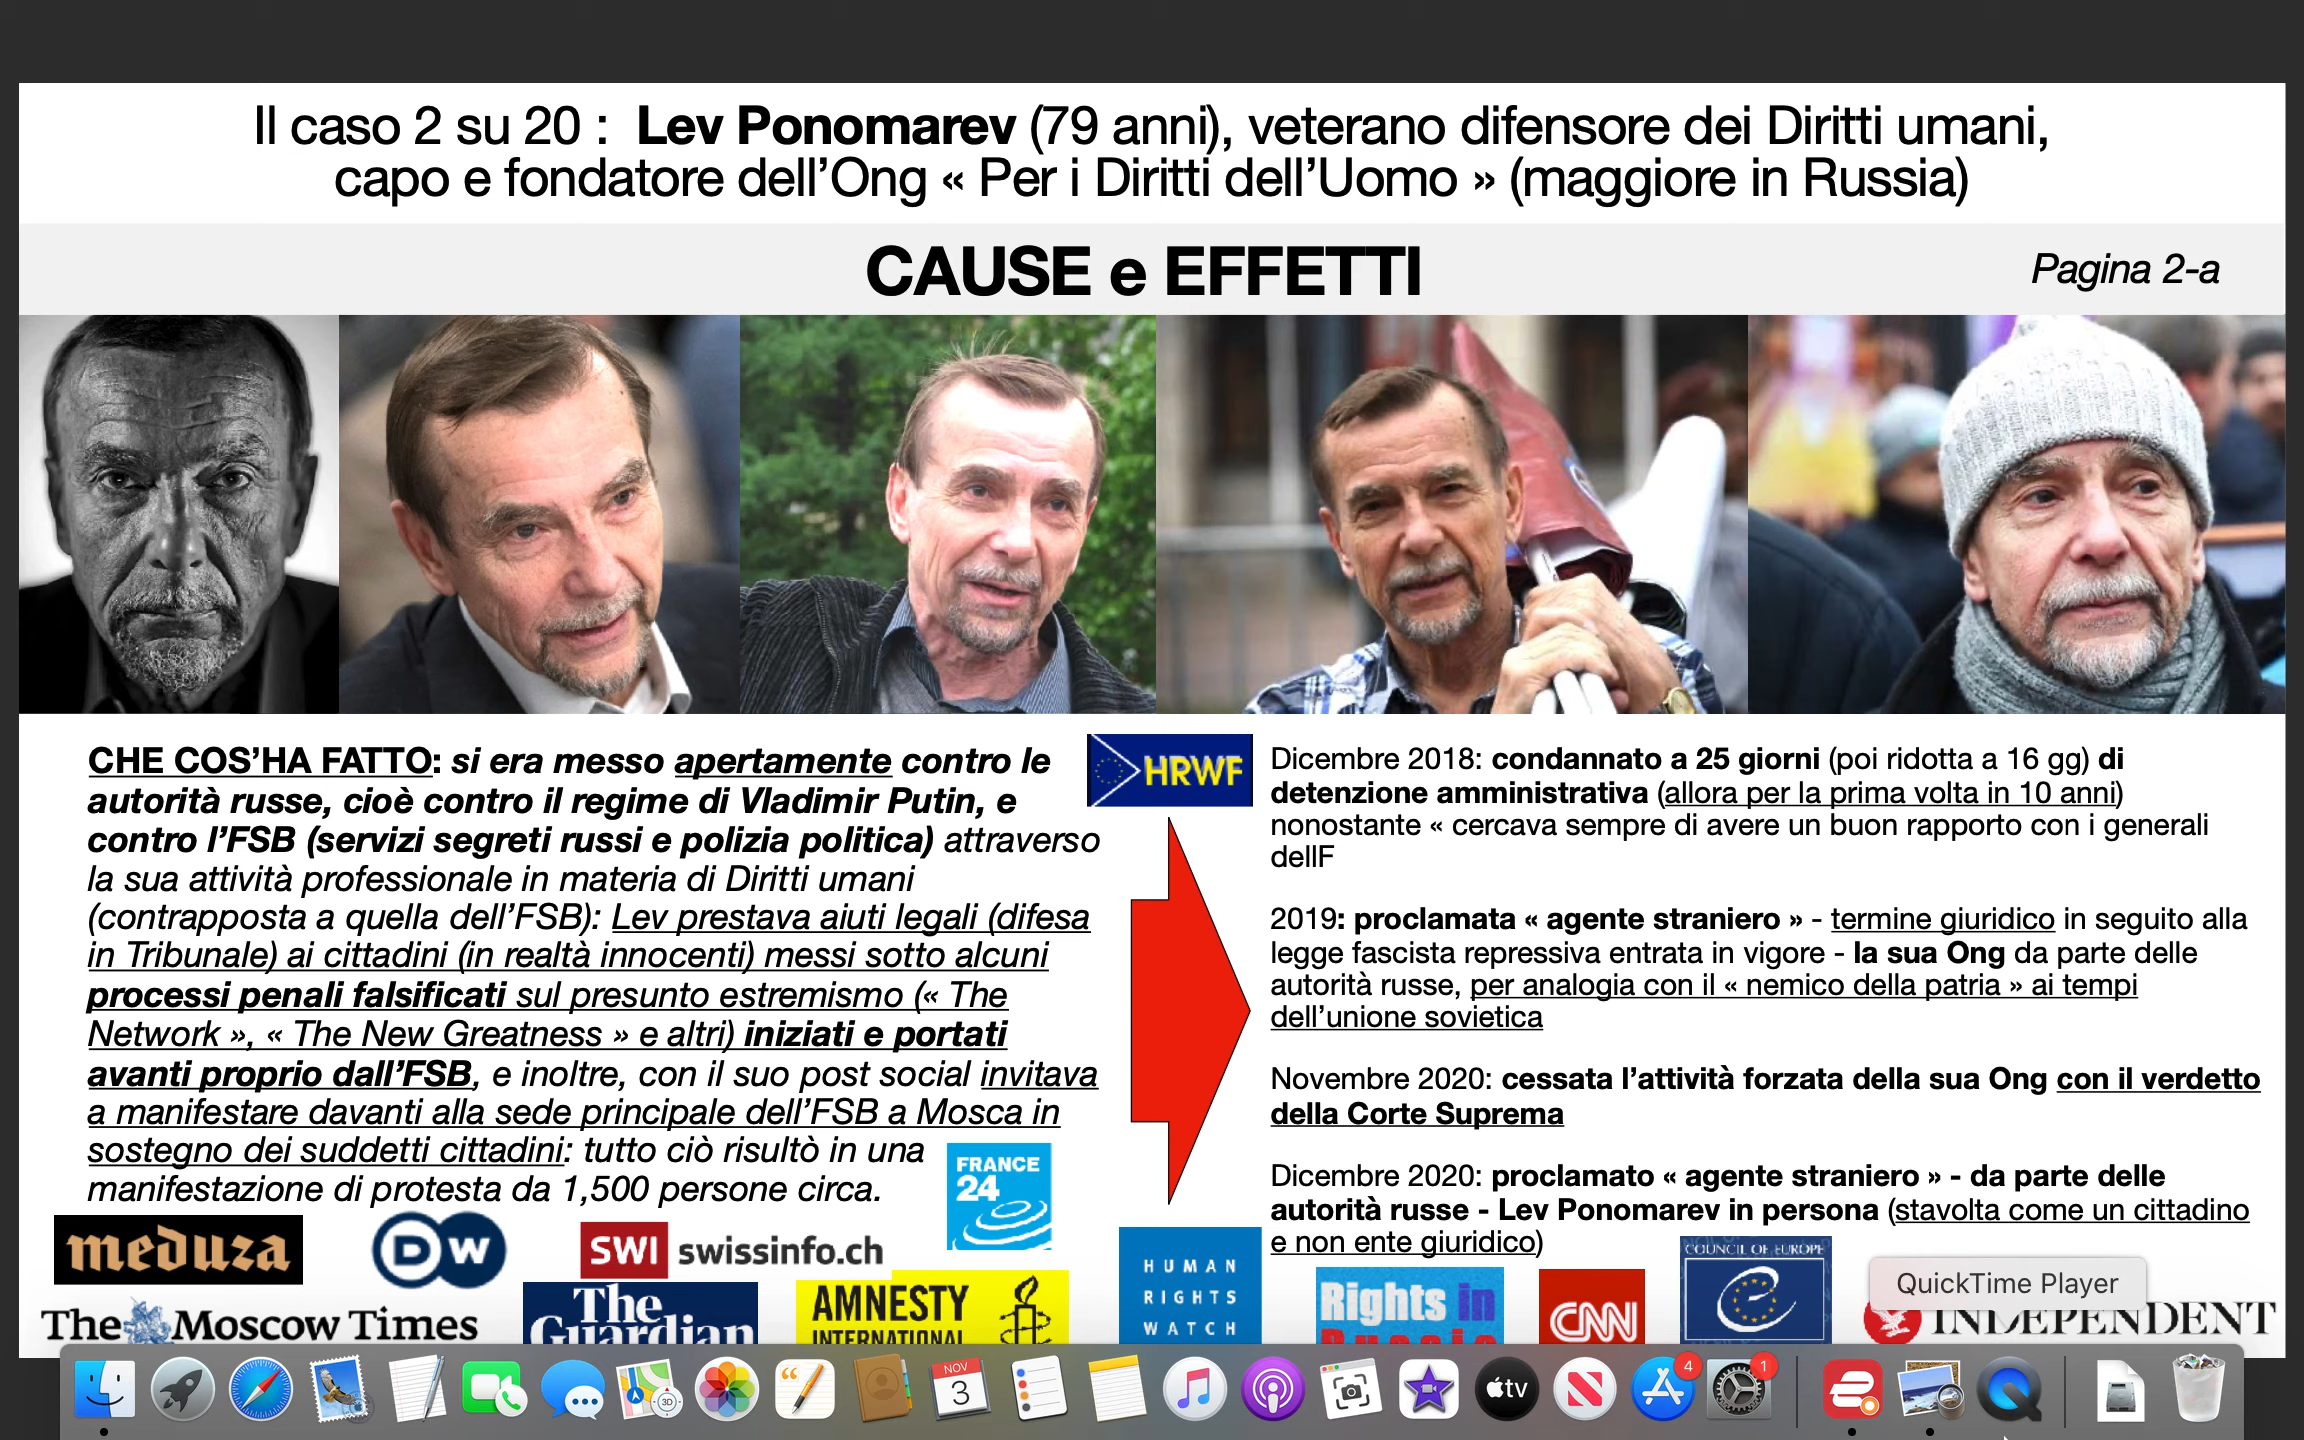 Il caso 2 su 20 : Lev Ponomarev (79 anni), veterano difensore dei Diritti umani,
capo e fondatore dell’Ong « Per i Diritti dell’Uomo » (maggiore in Russia)
CAUSE e EFFETTI
Pagina 2-a
CHE COS’HA FATTO: si era messo apertamente contro le
autorità russe, cioè contro il regime di Vladimir Putin, e
contro l’FSB (servizi segreti russi e polizia politica) attraverso
la sua attività professionale in materia di Diritti umani
(contrapposta a quella dell’FSB): Lev prestava aiuti legali (difesa
in Tribunale) ai cittadini (in realtà innocenti) messi sotto alcuni
processi penali falsificati sul presunto estremismo (« The
Network », « The New Greatness » e altri) iniziati e portati
avanti proprio dall’FSB, e inoltre, con il suo post social invitava
a manifestare davanti alla sede principale dell’FSB a Mosca in
sostegno dei suddetti cittadini: tutto ciò risultò in una
manifestazione di protesta da 1,500 persone circa.
HRWF
Dicembre 2018: condannato a 25 giorni (poi ridotta a 16 gg) di
detenzione amministrativa (allora per la prima volta in 10 anni)
nonostante « cercava sempre di avere un buon rapporto con i generali
dellF
2019: proclamata « agente straniero » - termine giuridico in seguito alla
legge fascista repressiva entrata in vigore - la sua Ong da parte delle
autorità russe, per analogia con il « nemico della patria » ai tempi
dell’unione sovietica
Novembre 2020: cessata l’attività forzata della sua Ong con il verdetto
della Corte Suprema
Dicembre 2020: proclamato « agente straniero » - da parte delle
autorità russe - Lev Ponomarev in persona (stavolta come un cittadino
e non ente giuridico)
FRANCE
24
meduza
DW
SWI swissinfo.ch
The Moscow Times
The
Guardian
AMNESTY
INTERNATIONAL
HUMAN
RIGHTS
WATCH
Rights in
Russia
CNN
COUNCIL OF EUROPE
QuickTime Player
INDEPENDENT
NOV
3
3D
tv
4
1